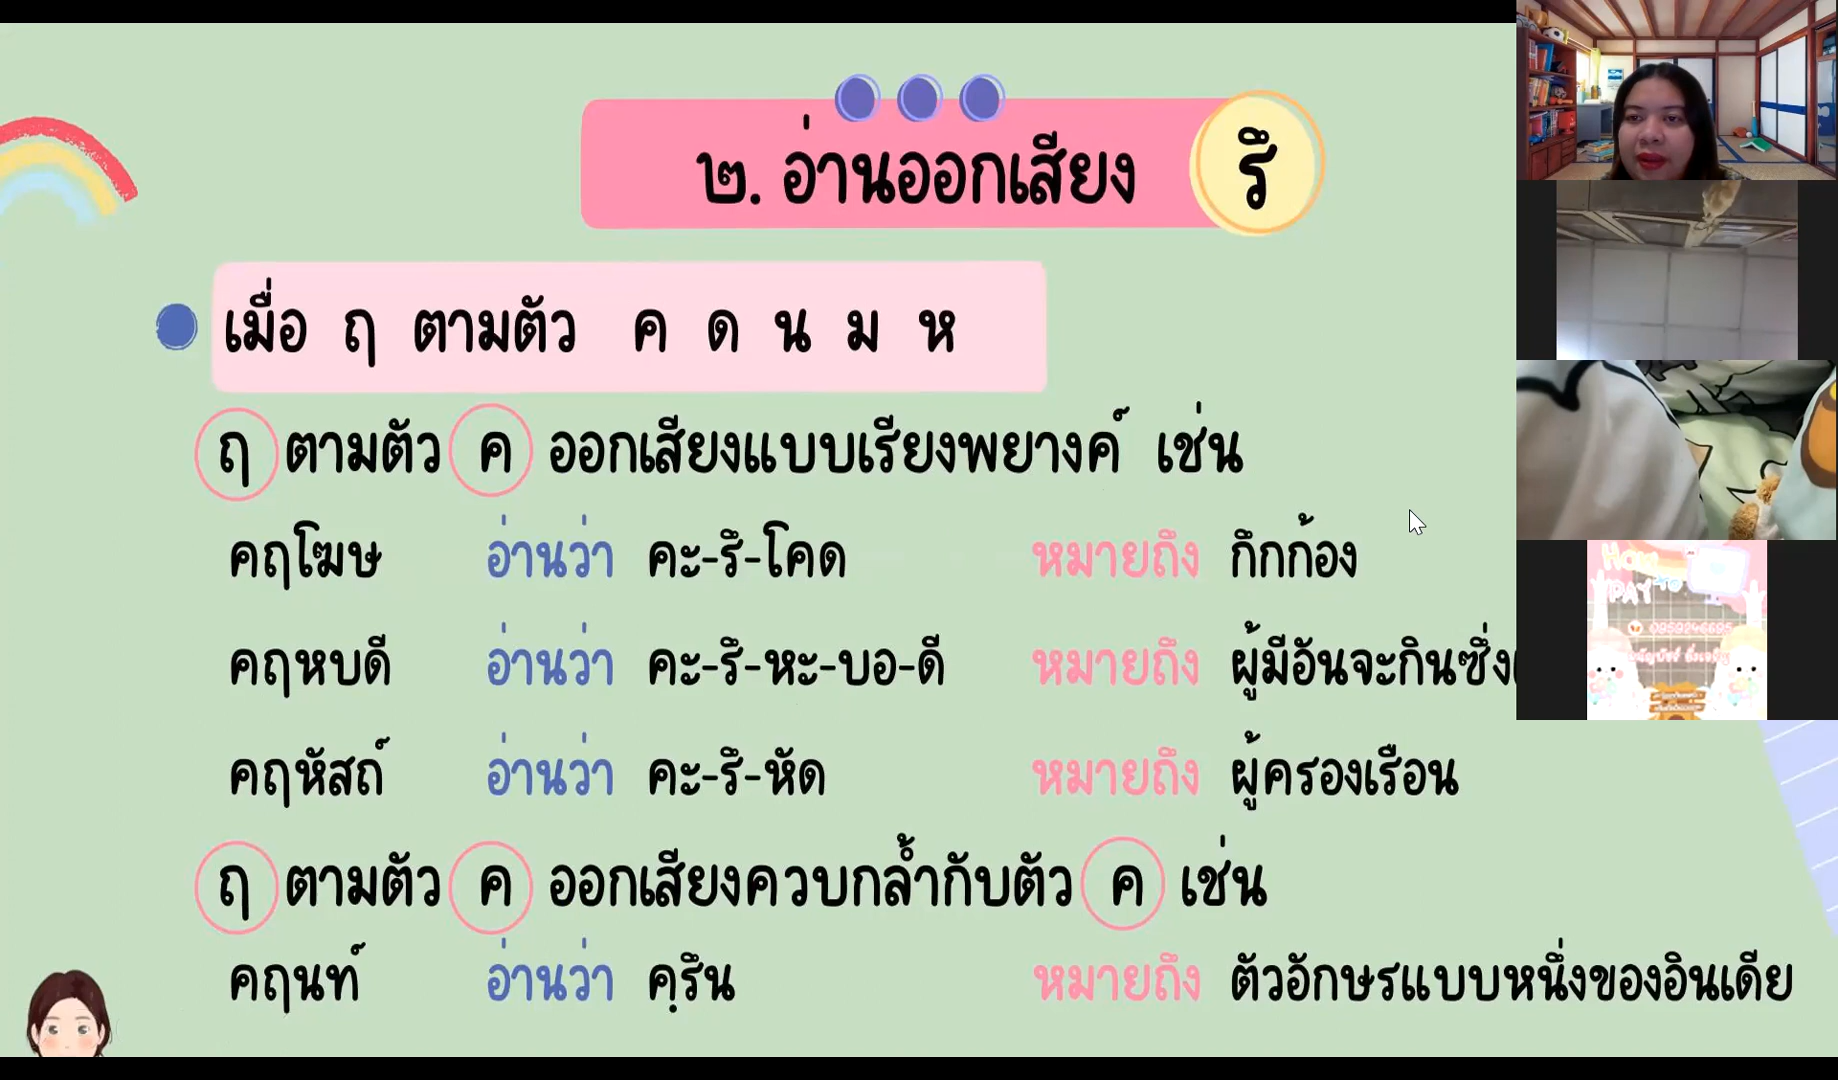 ๒. อ่านออกเสียง รึ
เมื่อ ฤ ตามตัว ค ด น ม ห
ฤ ตามตัว ค ออกเสียงแบบเรียงพยางค์ เช่น
คฤโฆษ อ่านว่า คะ-รึ-โคด หมายถึง กึกก้อง
คฤหบดี อ่านว่า คะ-รึ-หะ-บอ-ดี หมายถึง ผู้มีอันจะกินซึ่ง
คฤหัสถ์ อ่านว่า คะ-รึ-หัด หมายถึง ผู้ครองเรือน
ฤ ตามตัว ค ออกเสียงควบกล้ำกับตัว ค เช่น
คฤนท์ อ่านว่า คฺรึน หมายถึง ตัวอักษรแบบหนึ่งของอินเดีย
HOW
PAY TO
0959246695